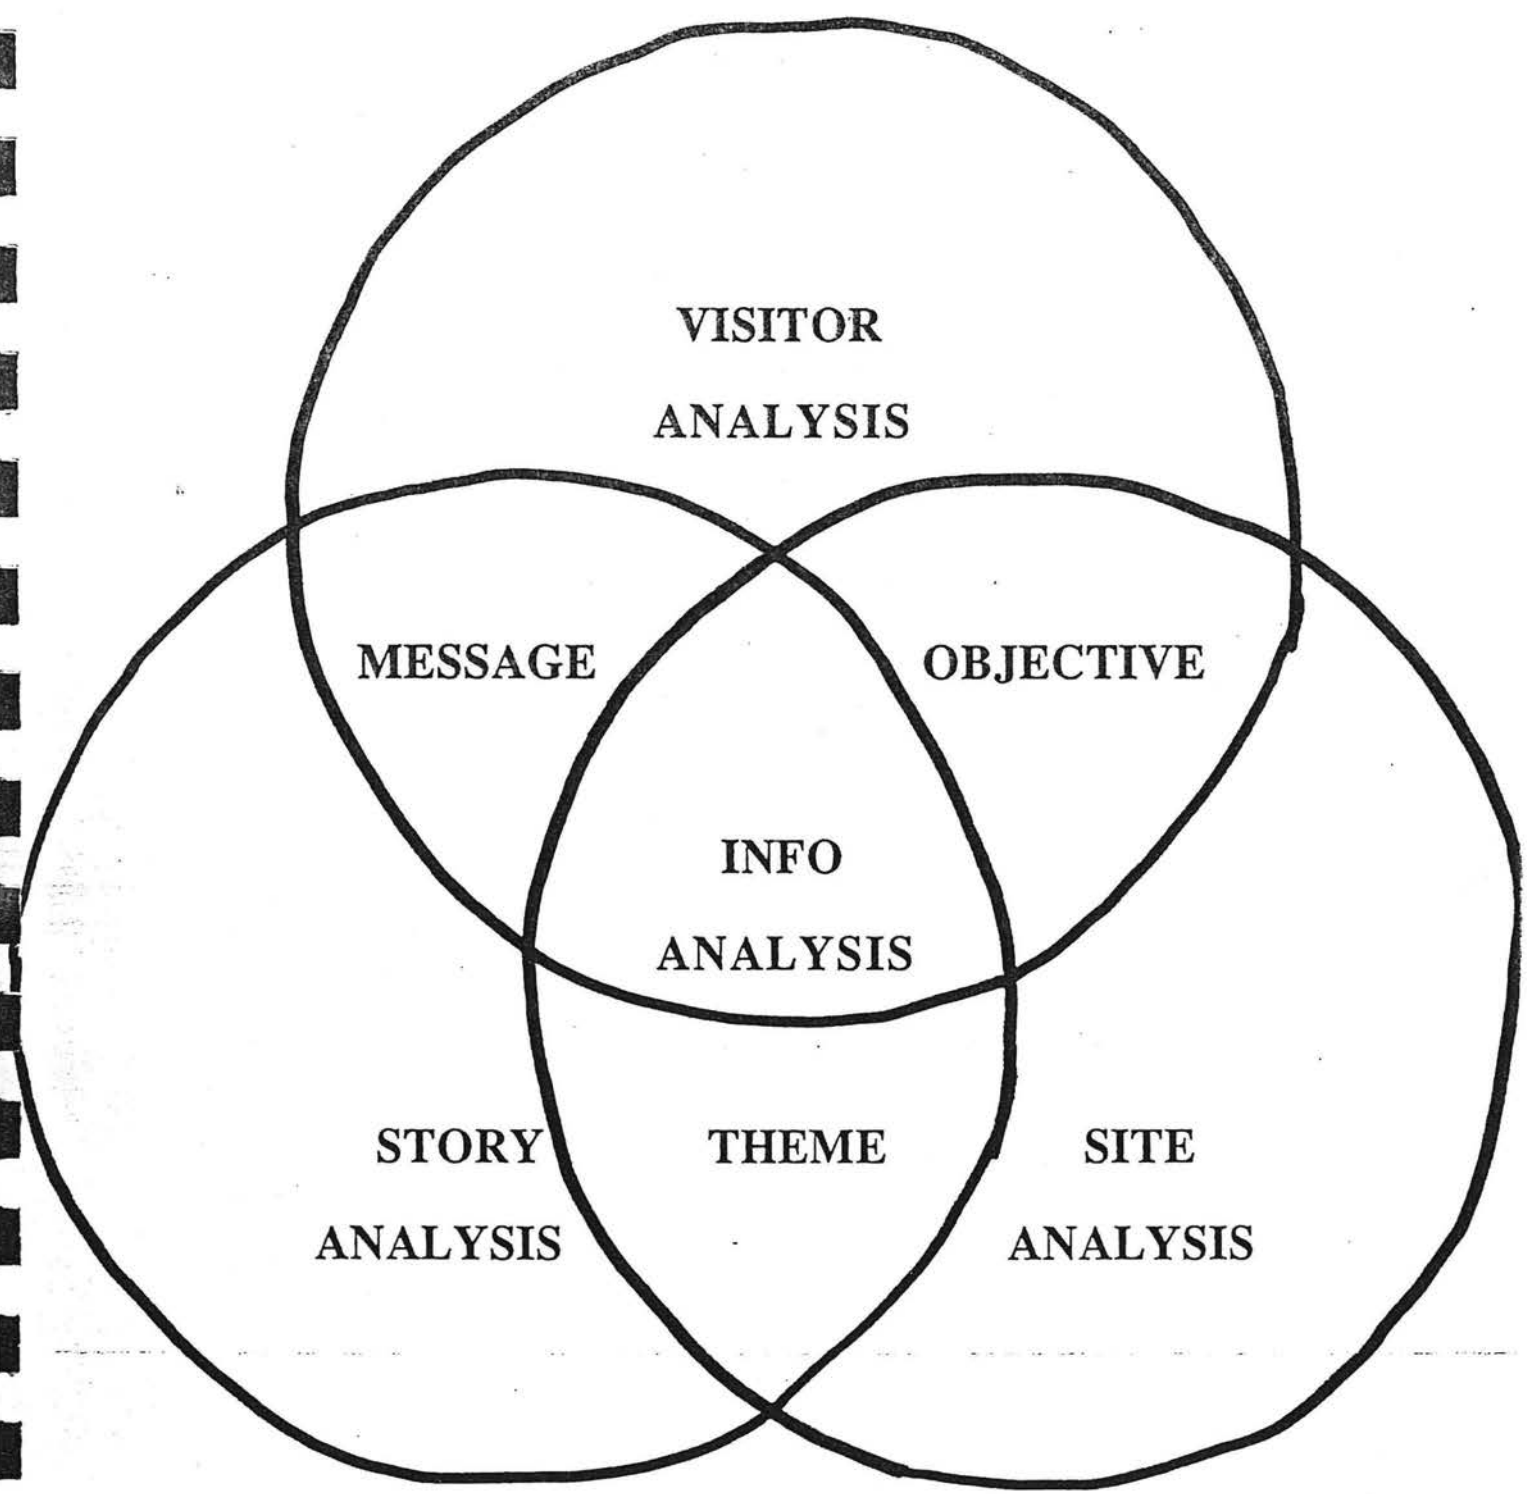 VISITOR
ANALYSIS
MESSAGE
OBJECTIVE
INFO
ANALYSIS
STORY
ANALYSIS
THEME
SITE
ANALYSIS